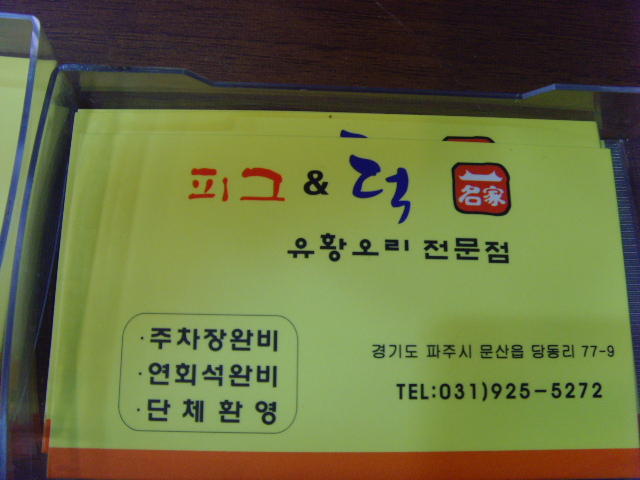 피그 & 덕 名家
유황오리 전문점
· 주차장완비
· 연회석완비
· 단체환영
경기도 파주시 문산읍 당동리 77-9
TEL:031)925-5272